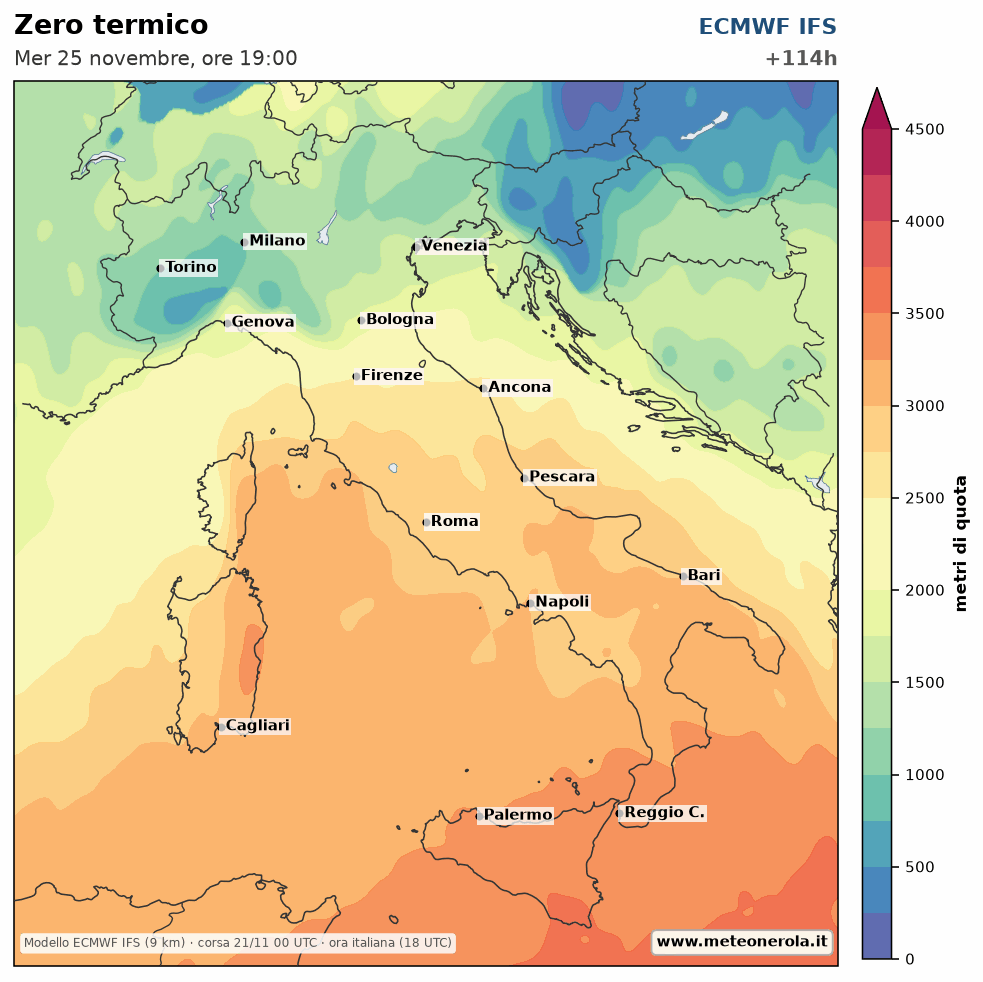 Zero termico
ECMWF IFS
Mer 25 novembre, ore 19:00
+114h
4500
4000
3500
3000
2500
2000
1500
1000
500
0
metri di quota
Milano
Venezia
Torino
Genova
Bologna
Firenze
Ancona
Pescara
Roma
Bari
Napoli
Cagliari
Palermo
Reggio C.
Modello ECMWF IFS (9 km) · corsa 21/11 00 UTC · ora italiana (18 UTC)
www.meteonerola.it